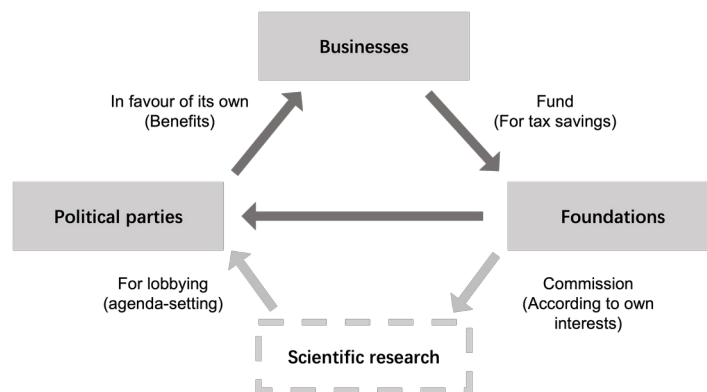 Businesses
In favour of its own
(Benefits)
Fund
(For tax savings)
Political parties
Foundations
For lobbying
(agenda-setting)
Commission
(According to own
interests)
Scientific research